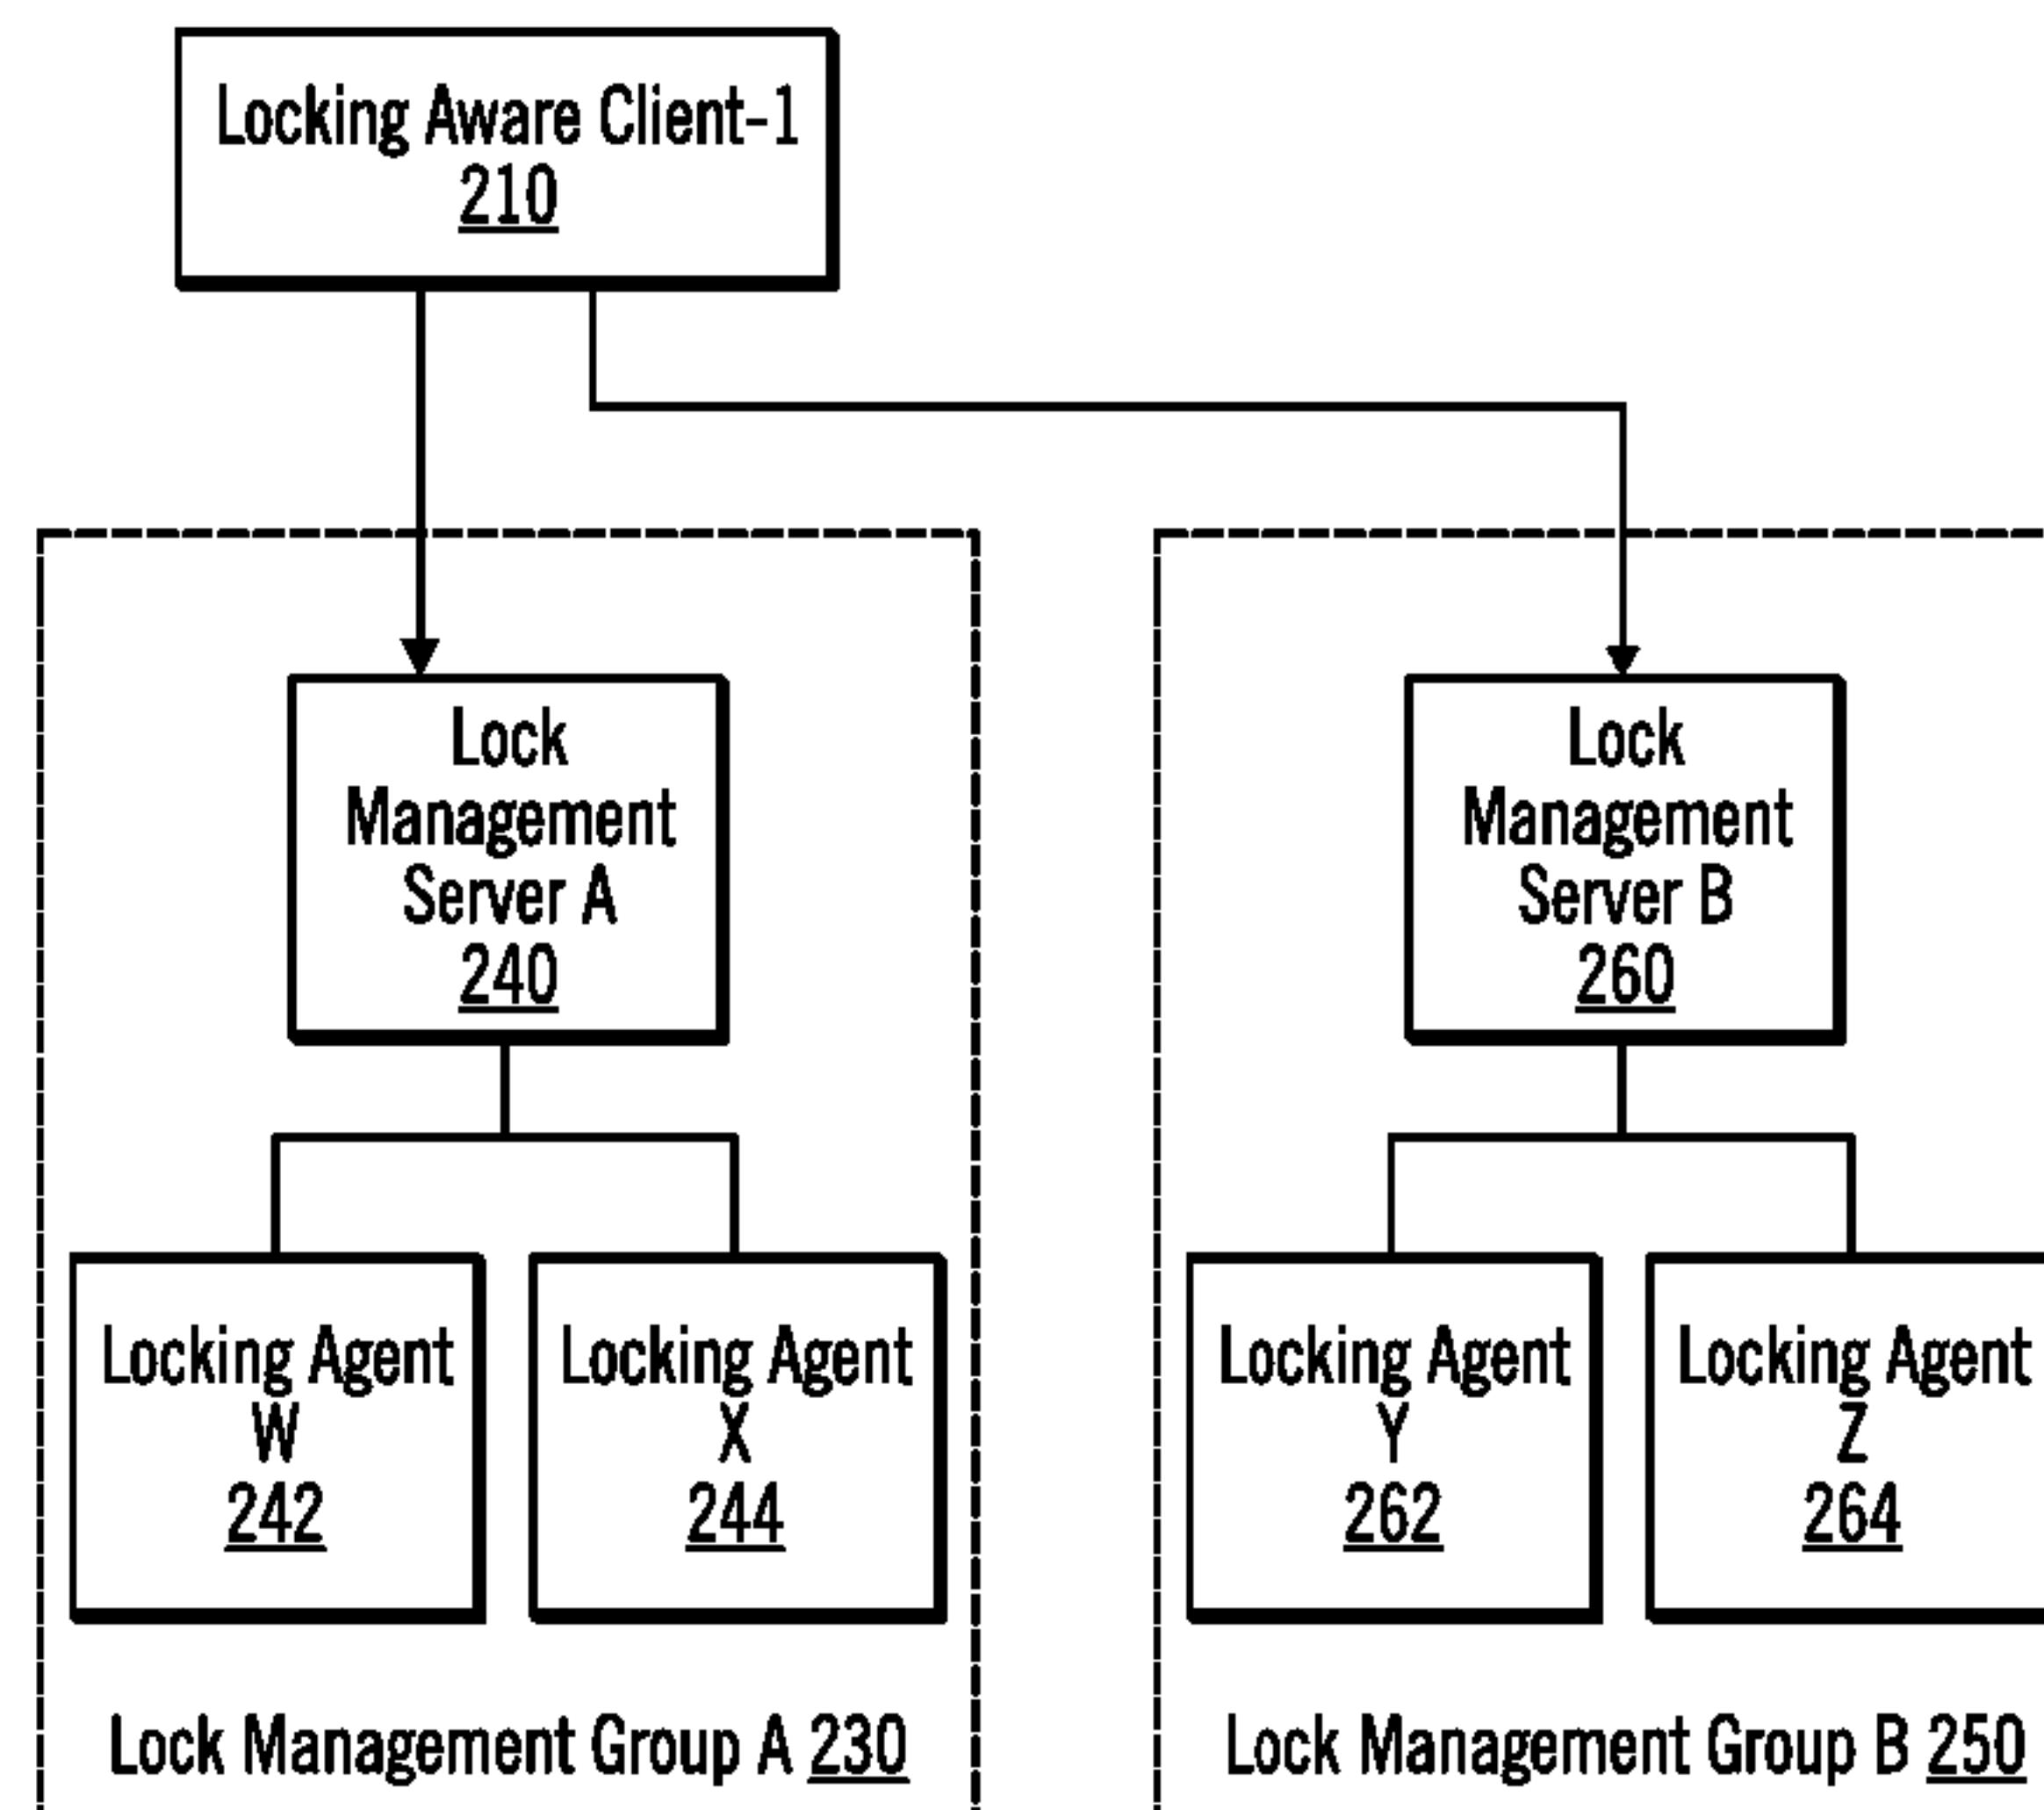 Locking Aware Client-1
210
Lock
Management
Server A
240
Locking Agent
W
242
Locking Agent
X
244
Lock Management Group A 230
Lock
Management
Server B
260
Locking Agent
Y
262
Locking Agent
Z
264
Lock Management Group B 250